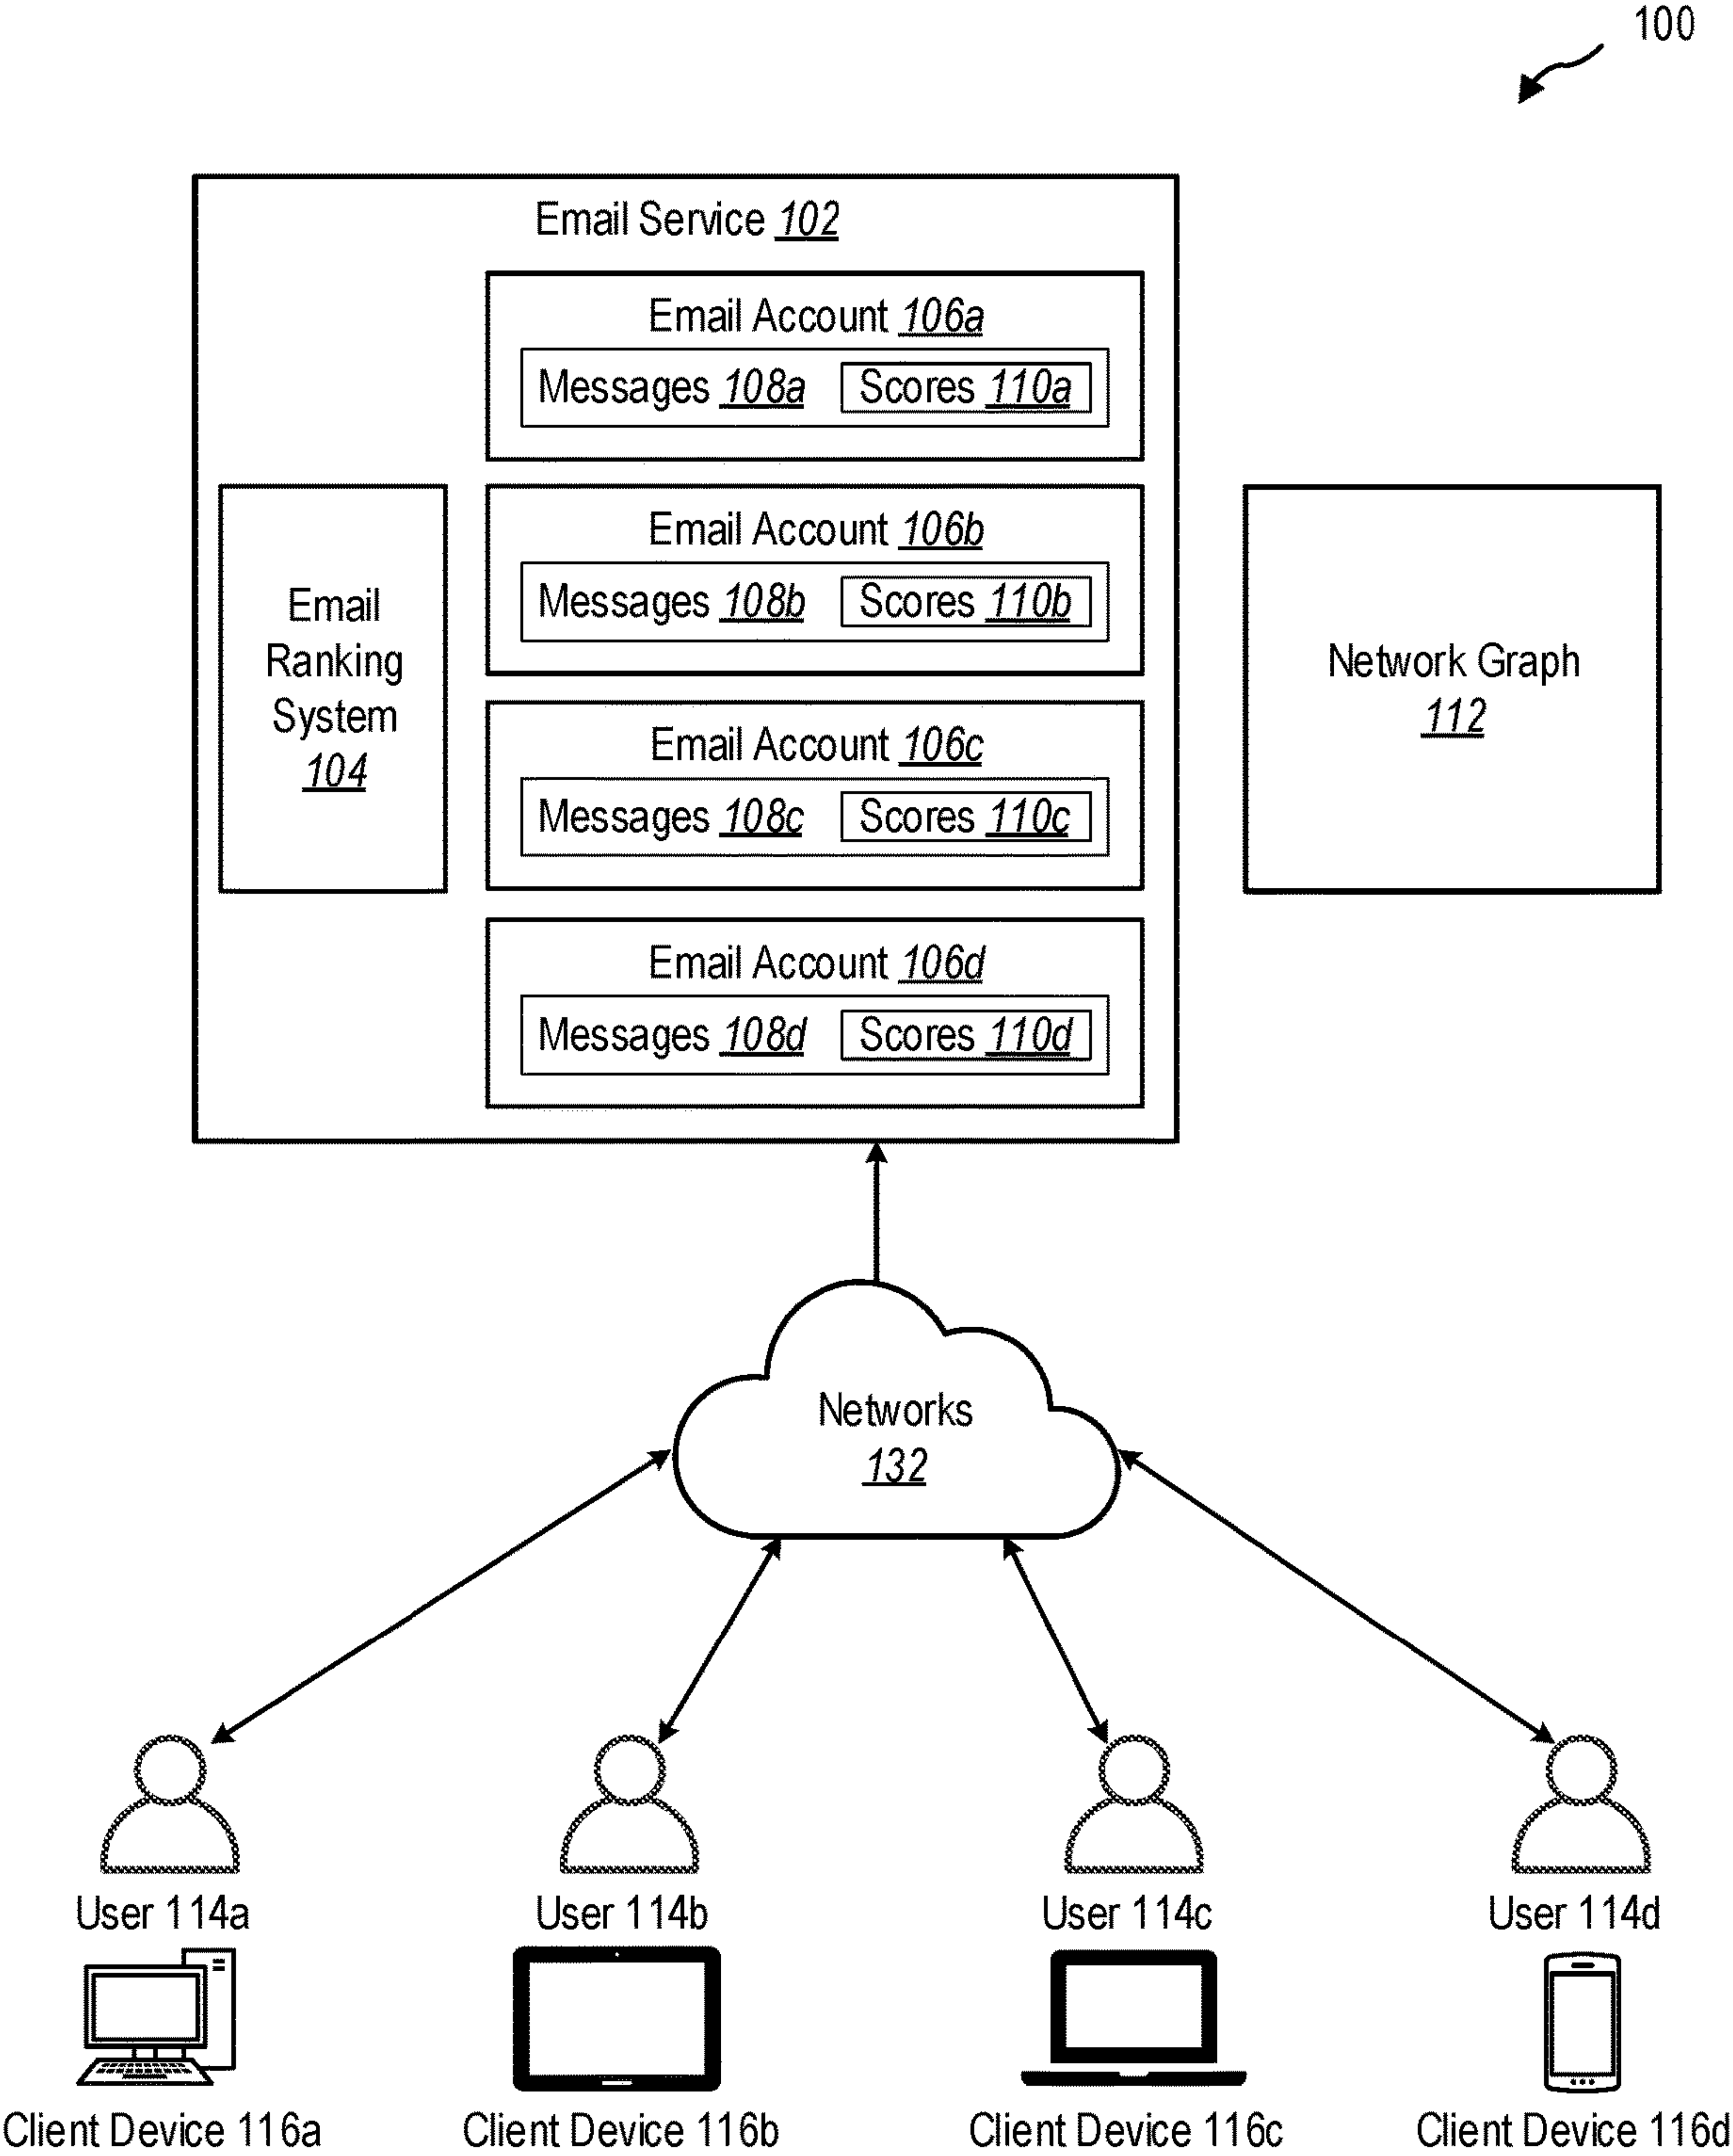 100
Email Service 102
Email Account 106a
Messages 108a Scores 110a
Email Account 106b
Messages 108b Scores 110b
Email Account 106c
Messages 108c Scores 110c
Email Account 106d
Messages 108d Scores 110d
Email
Ranking
System
104
Network Graph
112
Networks
132
User 114a
User 114b
User 114c
User 114d
Client Device 116a
Client Device 116b
Client Device 116c
Client Device 116d